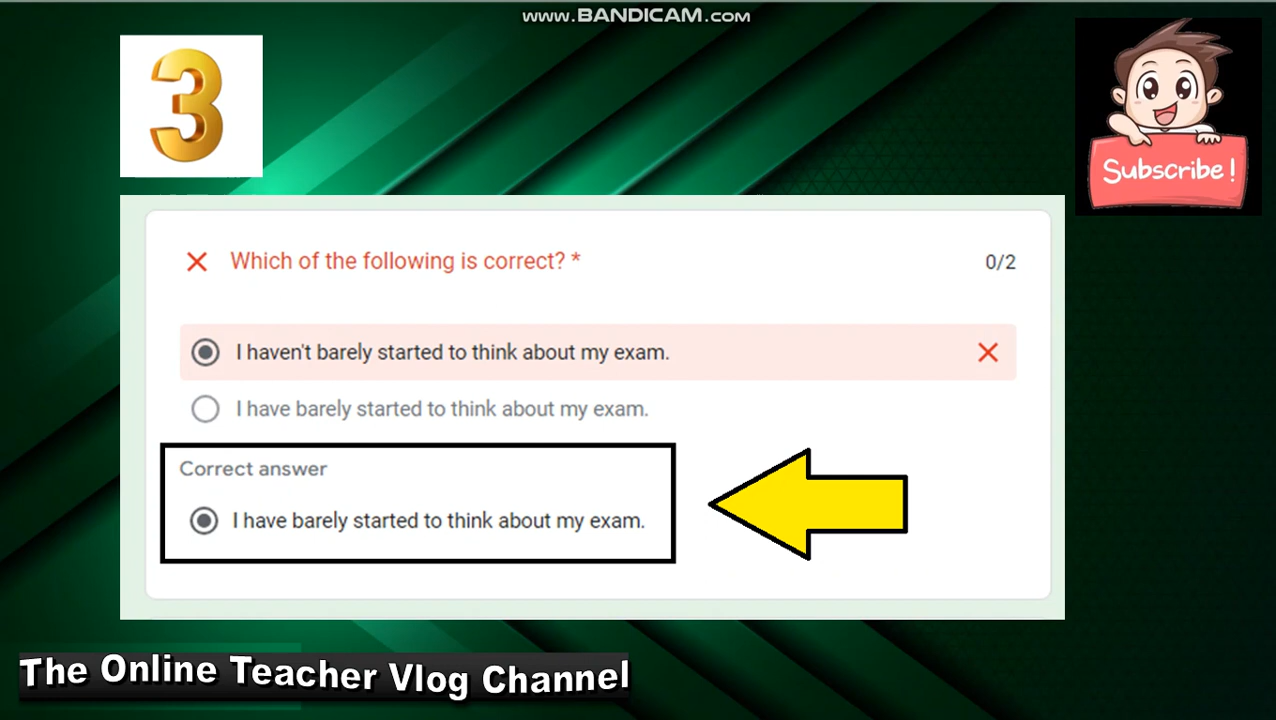 www.BANDICAM.com
3
Subscribe!
Which of the following is correct? *
0/2
I haven't barely started to think about my exam.
I have barely started to think about my exam.
Correct answer
I have barely started to think about my exam.
The Online Teacher Vlog Channel